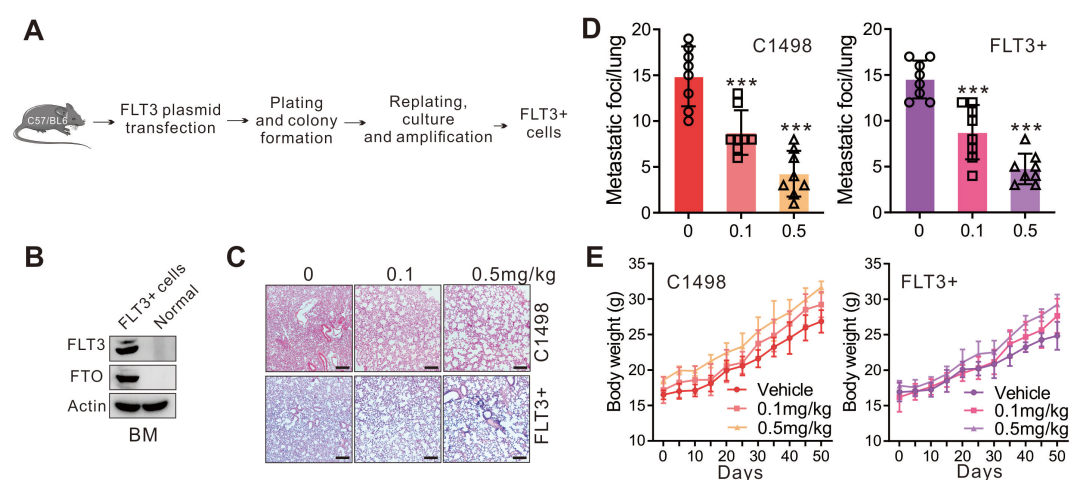 A
C57/BL6
FLT3 plasmid
transfection
Plating
and colony
formation
Replating,
culture
and amplification
FLT3+
cells
B
FLT3+ cells
Normal
FLT3
FTO
Actin
BM
C
0 0.1 0.5mg/kg
C1498
FLT3+
D
Metastatic foci/lung
C1498
20
15
10
5
0
***
***
0 0.1 0.5
Metastatic foci/lung
FLT3+
20
15
10
5
0
***
***
0 0.1 0.5
E
Body weight (g)
C1498
35
30
25
20
15
10
Vehicle
0.1mg/kg
0.5mg/kg
0 10 20 30 40 50
Days
Body weight (g)
FLT3+
35
30
25
20
15
10
Vehicle
0.1mg/kg
0.5mg/kg
0 10 20 30 40 50
Days